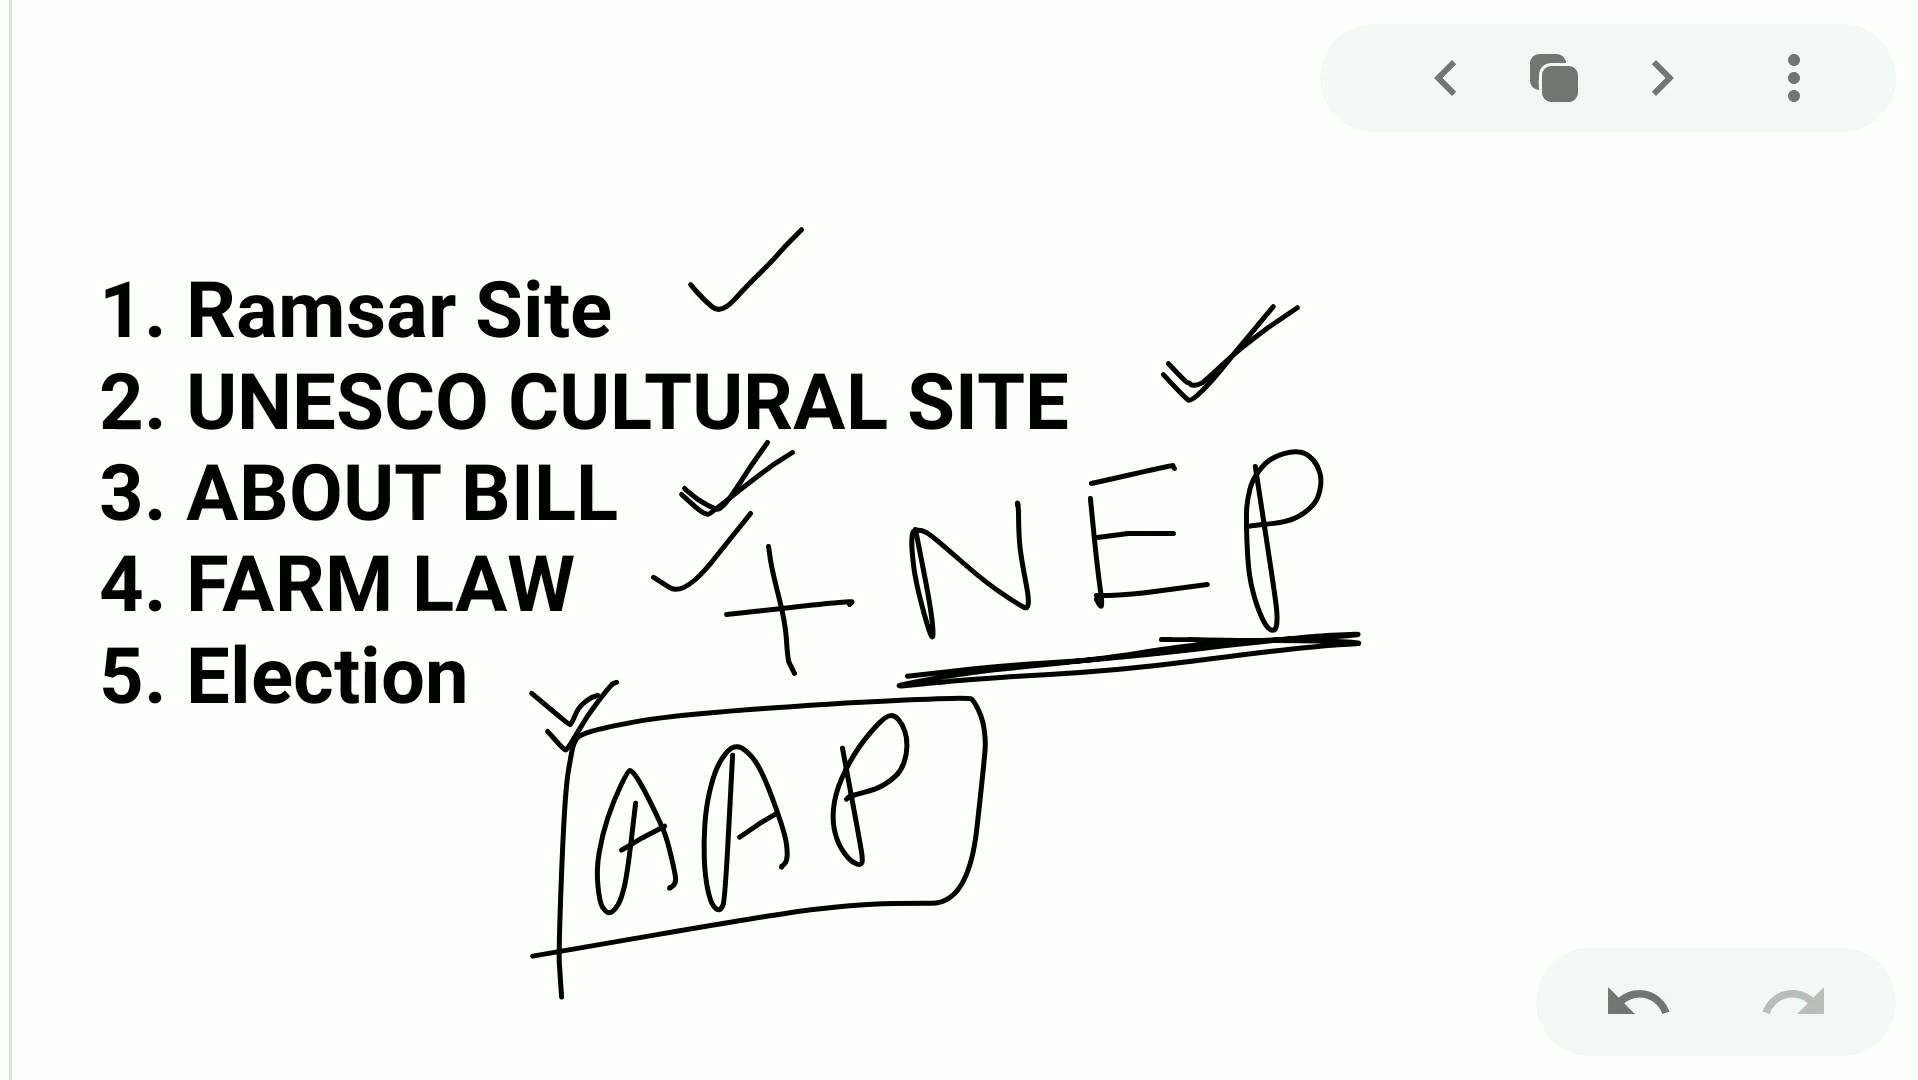 1. Ramsar Site
2. UNESCO CULTURAL SITE
3. ABOUT BILL
4. FARM LAW + NEP
5. Election
AAP